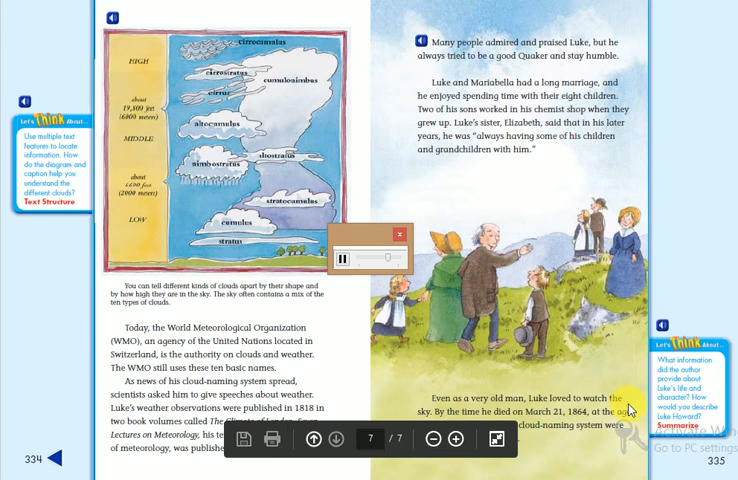 HIGH
about
19,800 feet
(6000 meters)
MIDDLE
about
6600 feet
(2000 meters)
LOW
cirrocumulus
cirrostratus
cumulonimbus
cirrus
altocumulus
altostratus
nimbostratus
stratocumulus
cumulus
stratus
Let's Think About...
Use multiple text
features to locate
information. How
do the diagram and
caption help you
understand the
different clouds?
Text Structure
You can tell different kinds of clouds apart by their shape and
by how high they are in the sky. The sky often contains a mix of the
ten types of clouds.
Today, the World Meteorological Organization
(WMO), an agency of the United Nations located in
Switzerland, is the authority on clouds and weather.
The WMO still uses these ten basic names.
As news of his cloud-naming system spread,
scientists asked him to give speeches about weather.
Luke's weather observations were published in 1818 in
two book volumes called The Climate of London. Seven
Lectures on Meteorology, his
of meteorology, was publishe
334
Many people admired and praised Luke, but he
always tried to be a good Quaker and stay humble.
Luke and Mariabella had a long marriage, and
he enjoyed spending time with their eight children.
Two of his sons worked in his chemist shop when they
grew up. Luke's sister, Elizabeth, said that in his later
years, he was "always having some of his children
and grandchildren with him."
Even as a very old man, Luke loved to watch the
sky. By the time he died on March 21, 1864, at the age
cloud-naming system were
Let's Think About...
What information
did the author
provide about
Luke's life and
character? How
would you describe
Luke Howard?
Summarize
335
7 / 7
Activate Win
Go to PC settings